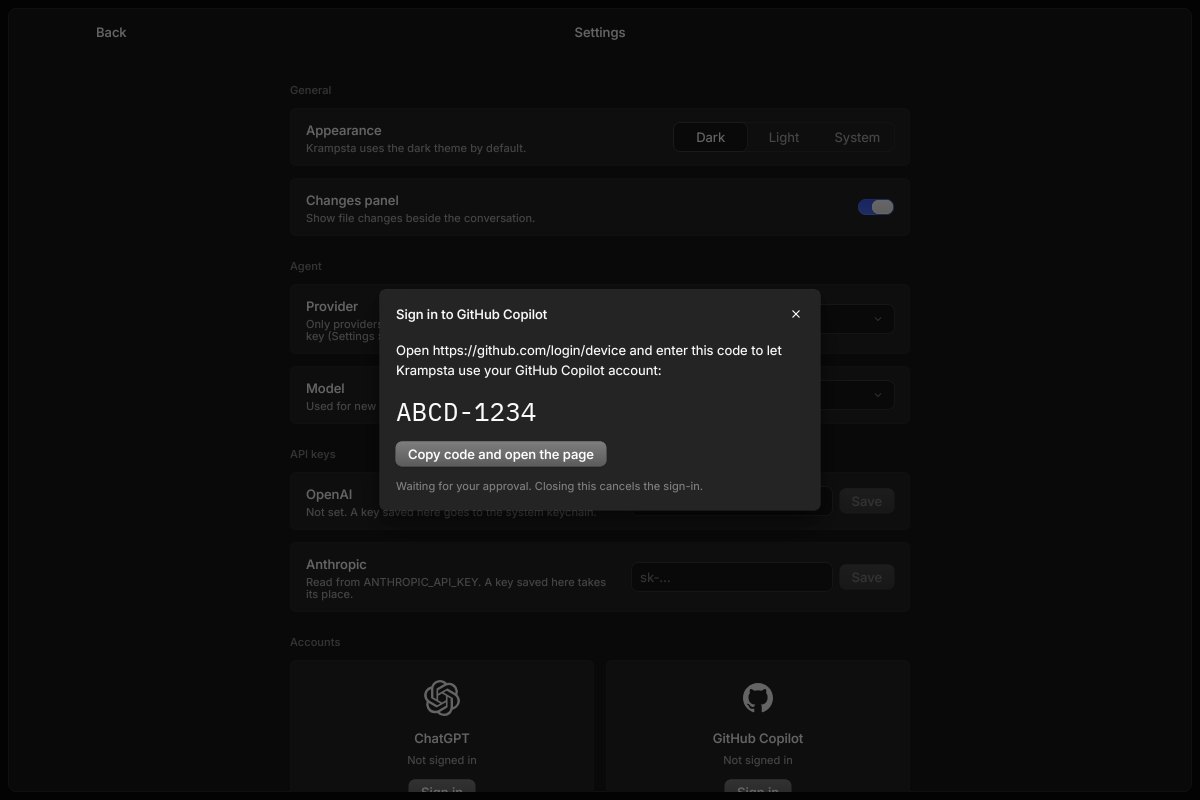 Back
Settings
General
Appearance
Krampsta uses the dark theme by default.
Dark
Light
System
Changes panel
Show file changes beside the conversation.
Agent
Provider
Only providers
key (Settings
Model
Used for new
Sign in to GitHub Copilot
Open https://github.com/login/device and enter this code to let
Krampsta use your GitHub Copilot account:
ABCD-1234
Copy code and open the page
Waiting for your approval. Closing this cancels the sign-in.
API keys
OpenAI
Not set. A key saved here goes to the system keychain.
Save
Anthropic
Read from ANTHROPIC_API_KEY. A key saved here takes
its place.
sk-...
Save
Accounts
ChatGPT
Not signed in
Sign in
GitHub Copilot
Not signed in
Sign in